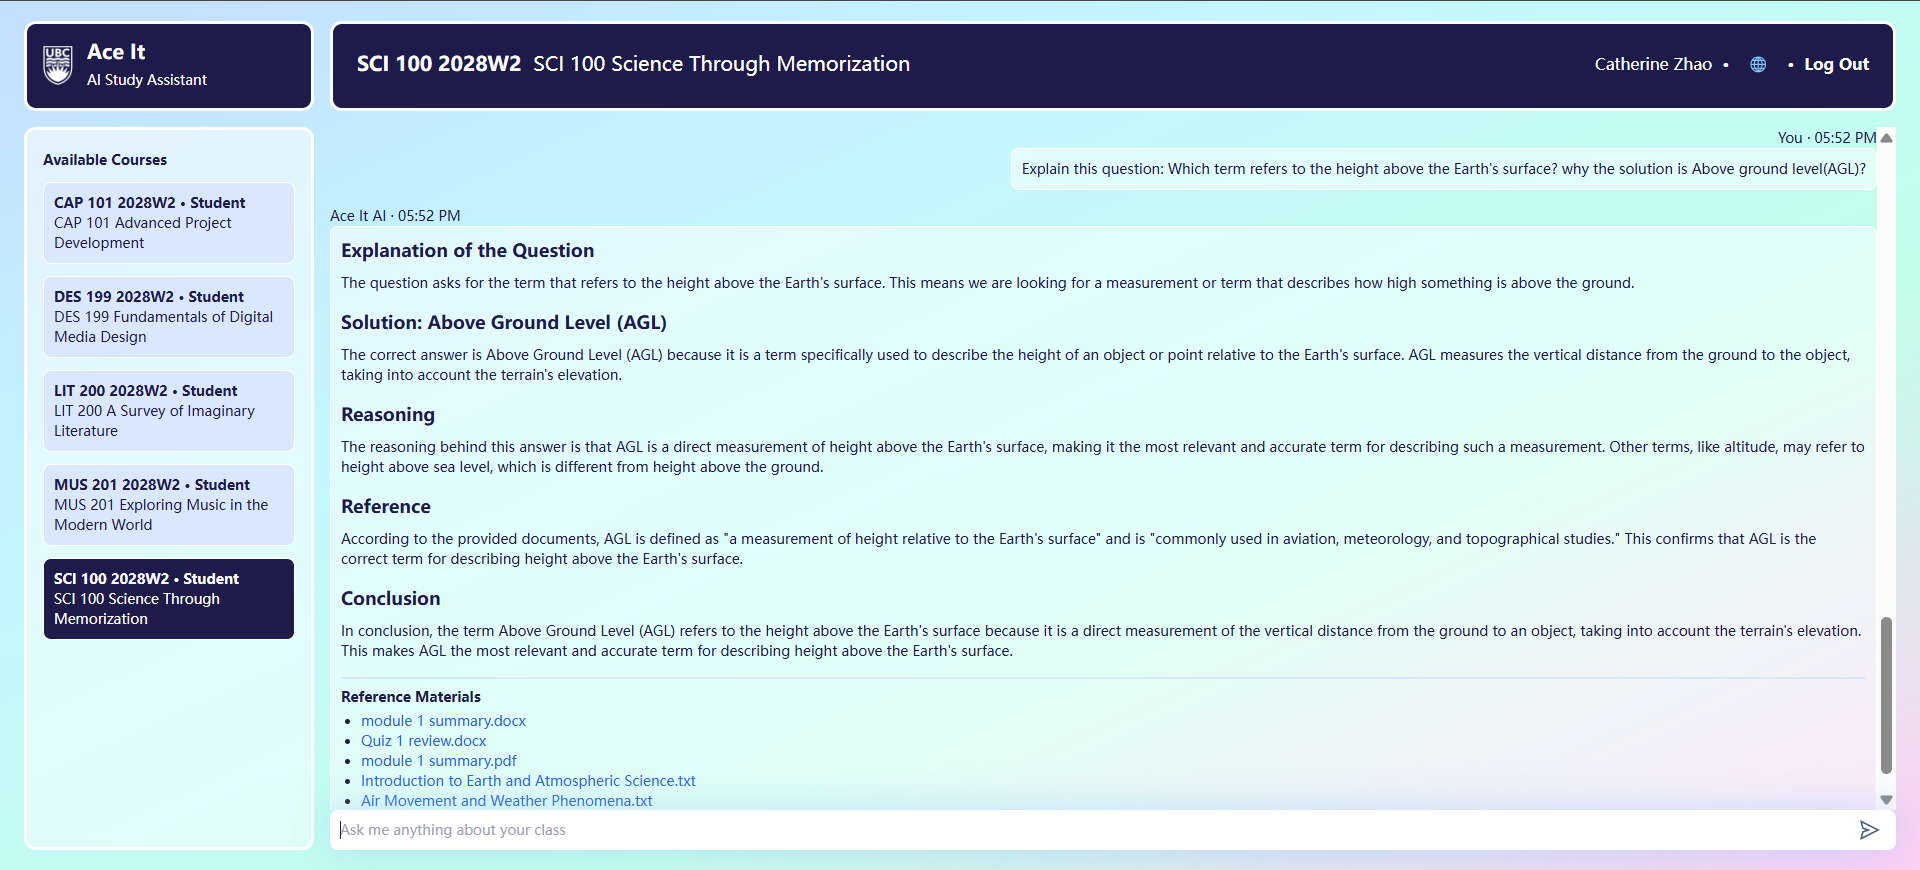 UBC
Ace It
AI Study Assistant
SCI 100 2028W2 SCI 100 Science Through Memorization
Catherine Zhao • • Log Out
Available Courses
CAP 101 2028W2 • Student
CAP 101 Advanced Project
Development
DES 199 2028W2 • Student
DES 199 Fundamentals of Digital
Media Design
LIT 200 2028W2 • Student
LIT 200 A Survey of Imaginary
Literature
MUS 201 2028W2 • Student
MUS 201 Exploring Music in the
Modern World
SCI 100 2028W2 • Student
SCI 100 Science Through
Memorization
You · 05:52 PM
Explain this question: Which term refers to the height above the Earth's surface? why the solution is Above ground level(AGL)?
Ace It AI · 05:52 PM
Explanation of the Question
The question asks for the term that refers to the height above the Earth's surface. This means we are looking for a measurement or term that describes how high something is above the ground.
Solution: Above Ground Level (AGL)
The correct answer is Above Ground Level (AGL) because it is a term specifically used to describe the height of an object or point relative to the Earth's surface. AGL measures the vertical distance from the ground to the object,
taking into account the terrain's elevation.
Reasoning
The reasoning behind this answer is that AGL is a direct measurement of height above the Earth's surface, making it the most relevant and accurate term for describing such a measurement. Other terms, like altitude, may refer to
height above sea level, which is different from height above the ground.
Reference
According to the provided documents, AGL is defined as "a measurement of height relative to the Earth's surface" and is "commonly used in aviation, meteorology, and topographical studies." This confirms that AGL is the
correct term for describing height above the Earth's surface.
Conclusion
In conclusion, the term Above Ground Level (AGL) refers to the height above the Earth's surface because it is a direct measurement of the vertical distance from the ground to an object, taking into account the terrain's elevation.
This makes AGL the most relevant and accurate term for describing height above the Earth's surface.
Reference Materials
• module 1 summary.docx
• Quiz 1 review.docx
• module 1 summary.pdf
• Introduction to Earth and Atmospheric Science.txt
• Air Movement and Weather Phenomena.txt
Ask me anything about your class